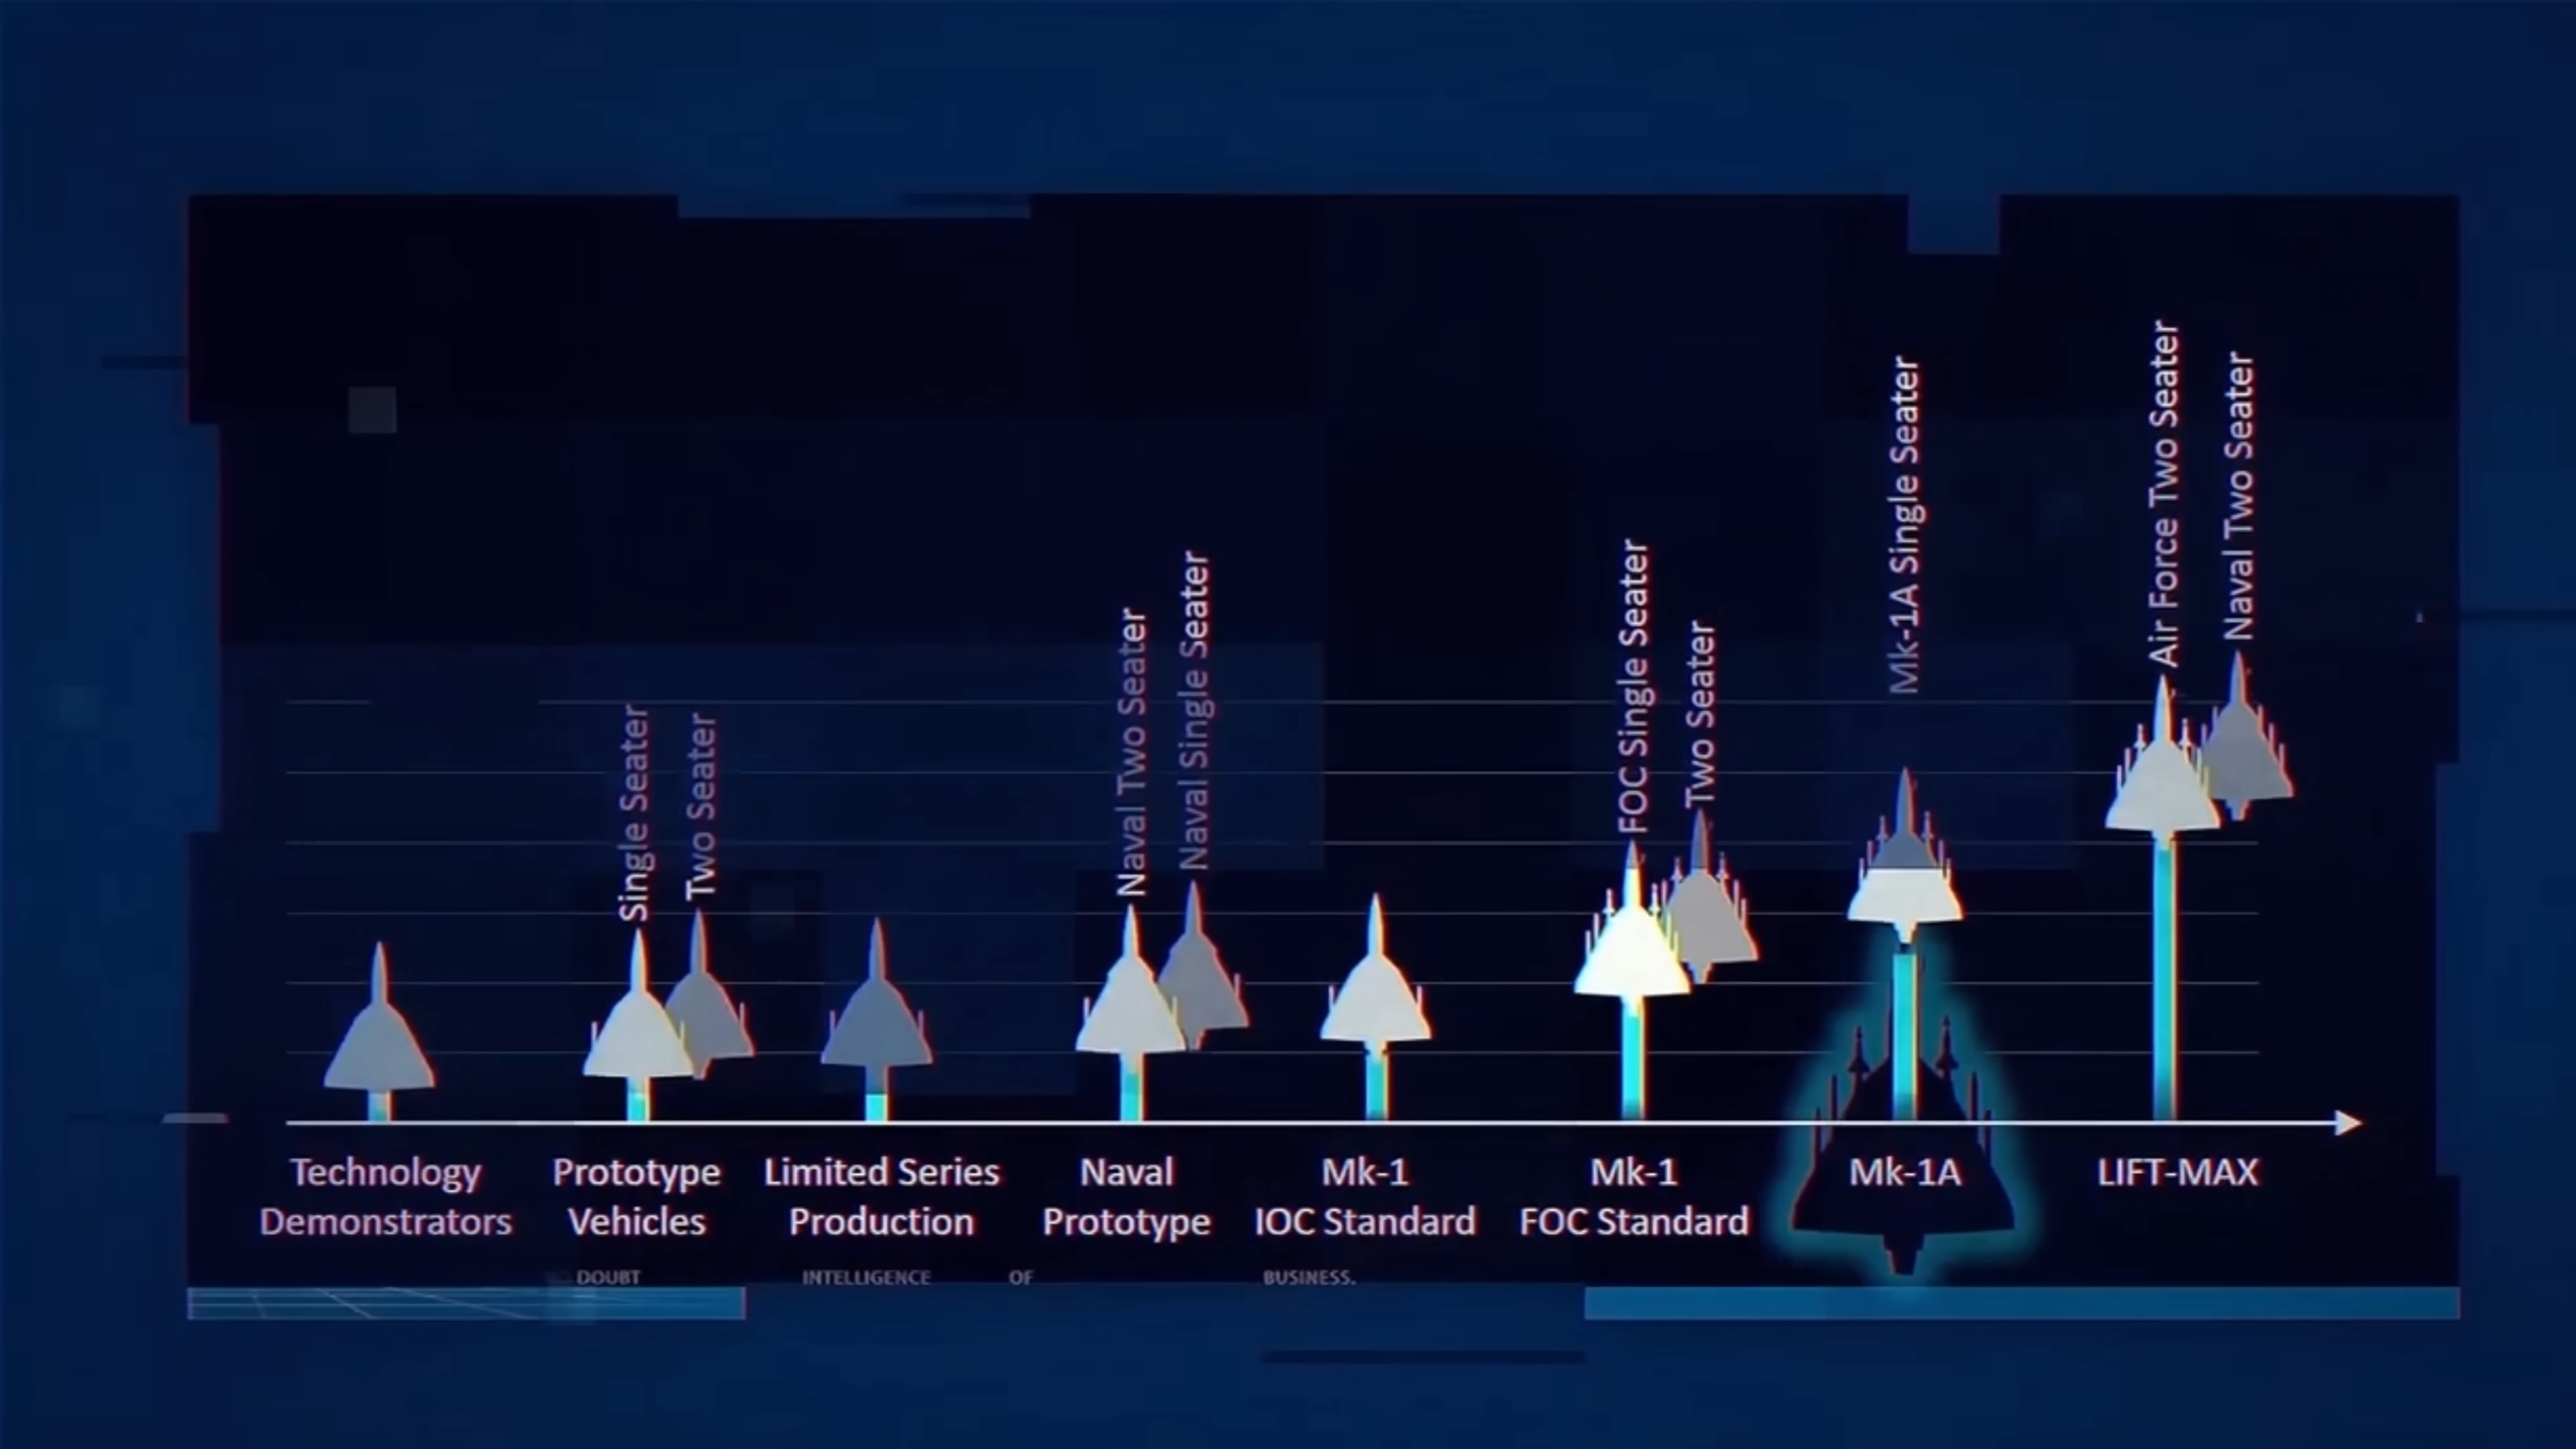 Single Seater
Two Seater
Naval Two Seater
Naval Single Seater
FOC Single Seater
Two Seater
Mk-1A Single Seater
Air Force Two Seater
Naval Two Seater
Technology
Demonstrators
Prototype
Vehicles
Limited Series
Production
Naval
Prototype
Mk-1
IOC Standard
Mk-1
FOC Standard
Mk-1A
LIFT-MAX
DOUBT INTELLIGENCE OF BUSINESS.